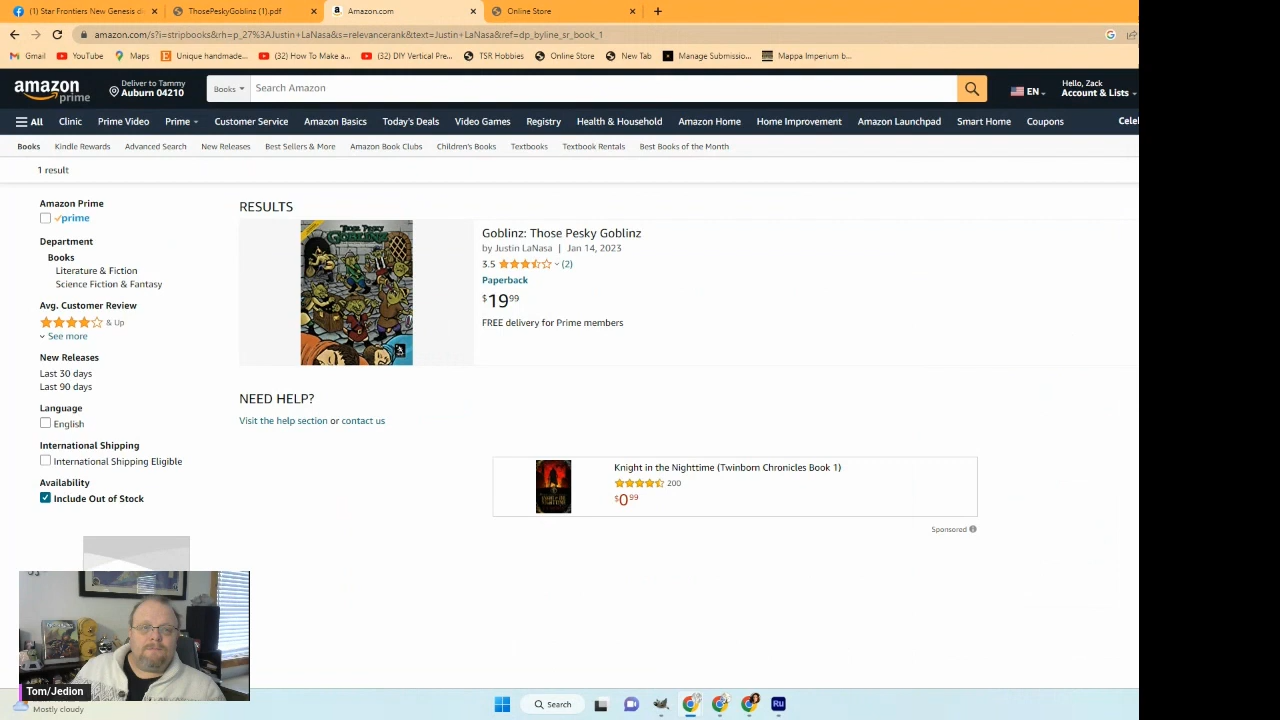 (1) Star Frontiers New Genesis di
ThosePeskyGoblinz (1).pdf
Amazon.com
Online Store
amazon.com/s?i=stripbooks&rh=p_27%3AJustin+LaNasa&s=relevancerank&text=Justin+LaNasa&ref=dp_byline_sr_book_1
Gmail
YouTube
Maps
Unique handmade...
(32) How To Make a...
(32) DIY Vertical Pre...
TSR Hobbies
Online Store
New Tab
Manage Submissio...
Mappa Imperium b...
amazon
prime
Deliver to Tammy
Auburn 04210
Books
Search Amazon
EN
Hello, Zack
Account & Lists
All
Clinic
Prime Video
Prime
Customer Service
Amazon Basics
Today's Deals
Video Games
Registry
Health & Household
Amazon Home
Home Improvement
Amazon Launchpad
Smart Home
Coupons
Cele
Books
Kindle Rewards
Advanced Search
New Releases
Best Sellers & More
Amazon Book Clubs
Children's Books
Textbooks
Textbook Rentals
Best Books of the Month
1 result
Amazon Prime
prime
Department
Books
Literature & Fiction
Science Fiction & Fantasy
Avg. Customer Review
& Up
See more
New Releases
Last 30 days
Last 90 days
Language
English
International Shipping
International Shipping Eligible
Availability
Include Out of Stock
RESULTS
Those Pesky
Goblinz
Goblinz: Those Pesky Goblinz
by Justin LaNasa | Jan 14, 2023
3.5 (2)
Paperback
$19 99
FREE delivery for Prime members
NEED HELP?
Visit the help section or contact us
Knight in the Nighttime (Twinborn Chronicles Book 1)
200
$0 99
Sponsored
Tom/Jedion
Mostly cloudy
Search
Ru